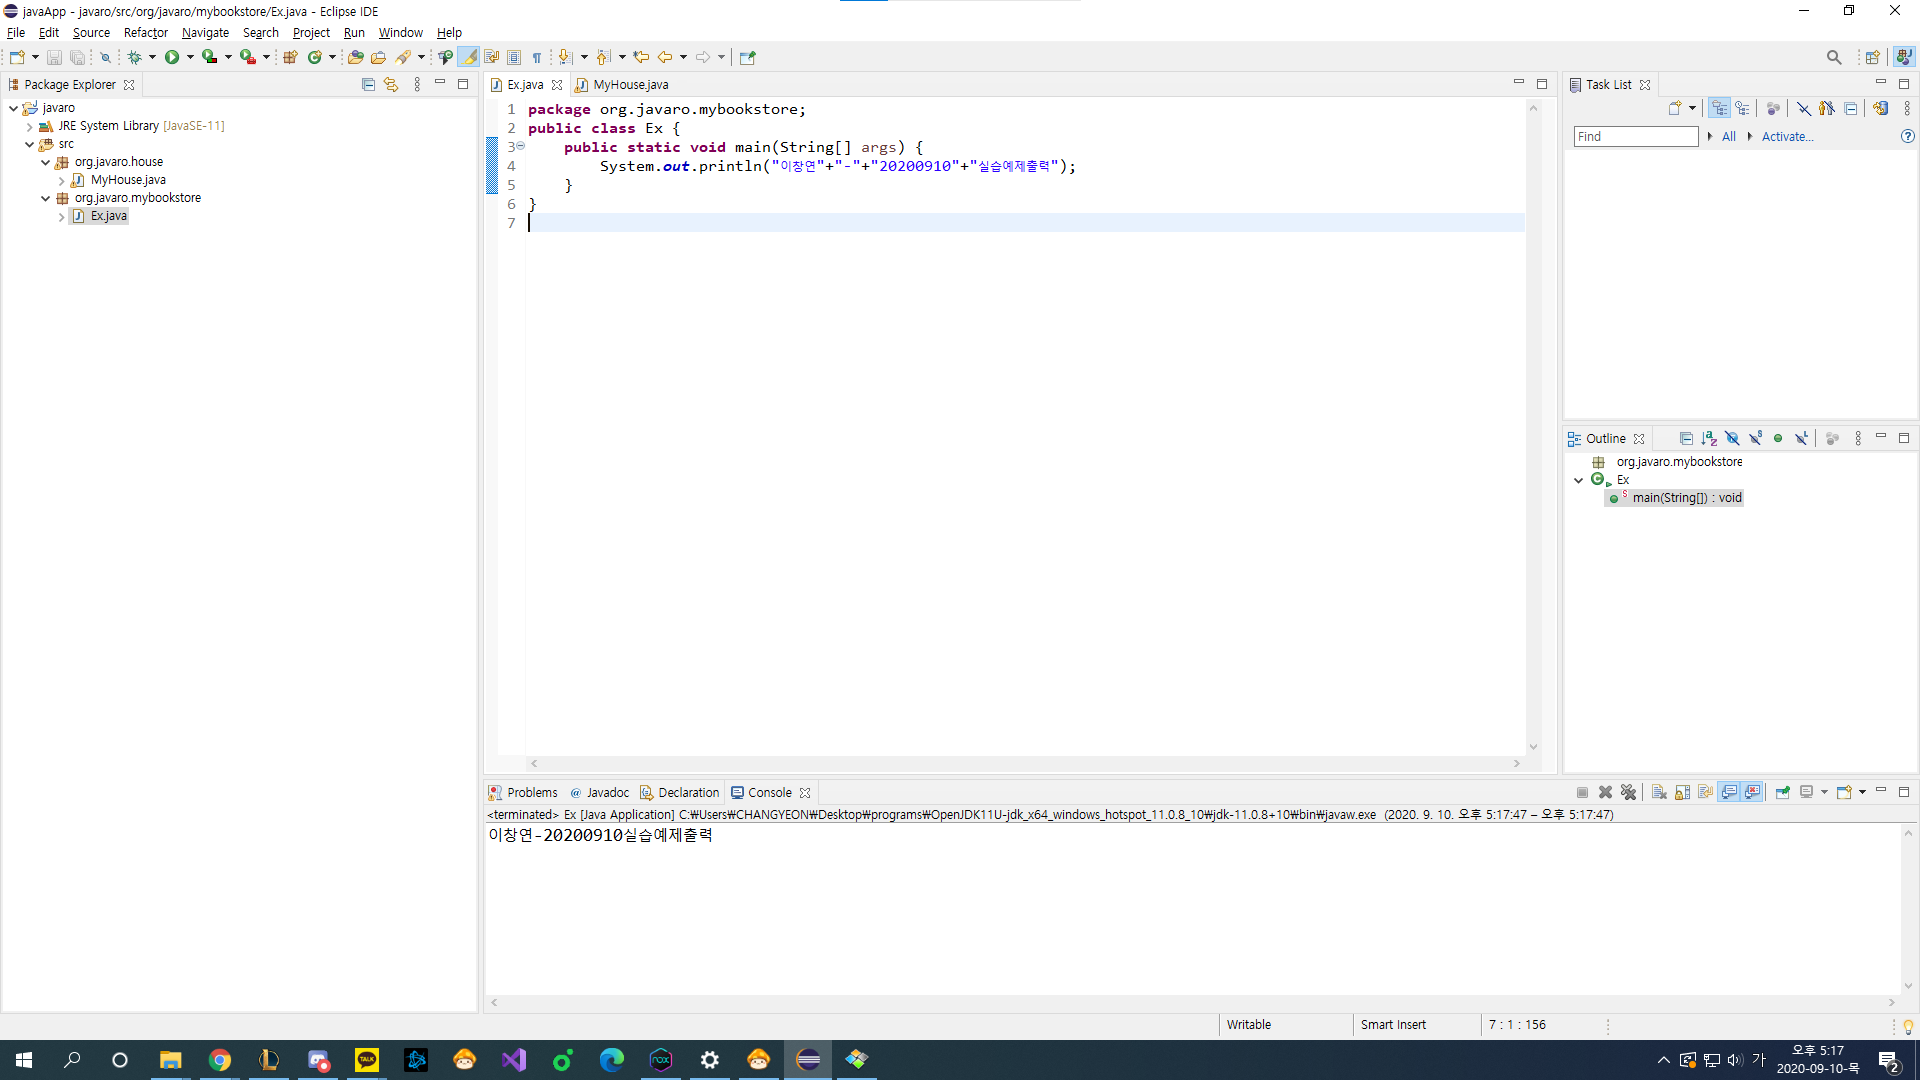 javaApp - javaro/src/org/javaro/mybookstore/Ex.java - Eclipse IDE
File Edit Source Refactor Navigate Search Project Run Window Help
Package Explorer
javaro
JRE System Library [JavaSE-11]
src
org.javaro.house
MyHouse.java
org.javaro.mybookstore
Ex.java
Ex.java MyHouse.java
1 package org.javaro.mybookstore;
2 public class Ex {
3 public static void main(String[] args) {
4 System.out.println("이창연"+"-"+"20200910"+"실습예제출력");
5 }
6 }
7
Task List
Find All Activate...
Outline
org.javaro.mybookstore
Ex
main(String[]) : void
Problems Javadoc Declaration Console
<terminated> Ex [Java Application] C:₩Users₩CHANGYEON₩Desktop₩programs₩OpenJDK11U-jdk_x64_windows_hotspot_11.0.8_10₩jdk-11.0.8+10₩bin₩javaw.exe (2020. 9. 10. 오후 5:17:47 – 오후 5:17:47)
이창연-20200910실습예제출력
Writable Smart Insert 7 : 1 : 156
TALK
nox
가
오후 5:17
2020-09-10-목
2